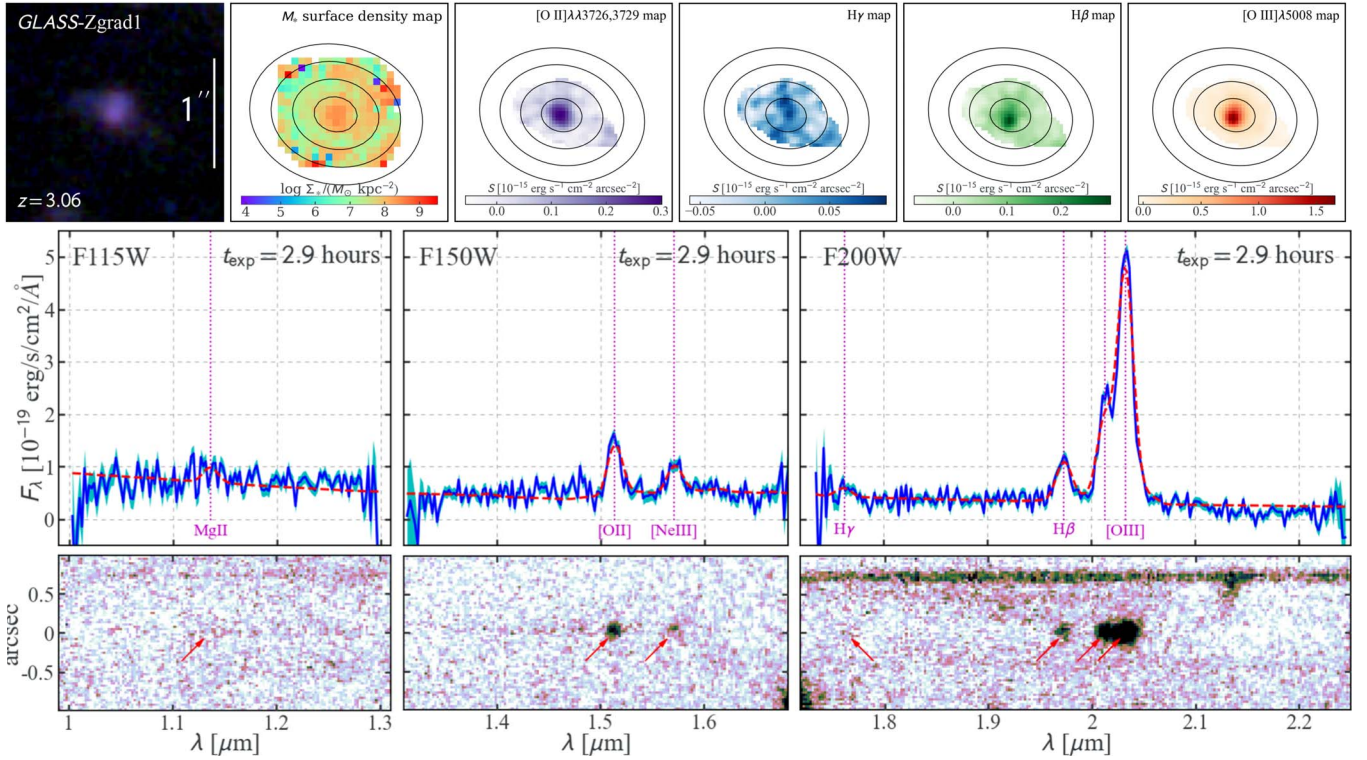 GLASS-Zgrad1
1″
z = 3.06
M* surface density map
log Σ*/(M⊙ kpc−2)
4 5 6 7 8 9
[O II]λλ3726,3729 map
S [10−15 erg s−1 cm−2 arcsec−2]
0.0 0.1 0.2 0.3
Hγ map
S [10−15 erg s−1 cm−2 arcsec−2]
−0.05 0.00 0.05
Hβ map
S [10−15 erg s−1 cm−2 arcsec−2]
0.0 0.1 0.2
[O III]λ5008 map
S [10−15 erg s−1 cm−2 arcsec−2]
0.0 0.5 1.0 1.5
Fλ [10−19 erg/s/cm2/Å]
5
4
3
2
1
0
F115W
texp = 2.9 hours
MgII
F150W
texp = 2.9 hours
[OII] [NeIII]
F200W
texp = 2.9 hours
Hγ Hβ [OIII]
arcsec
0.5
0
-0.5
1 1.1 1.2 1.3
λ [μm]
1.4 1.5 1.6
λ [μm]
1.8 1.9 2 2.1 2.2
λ [μm]